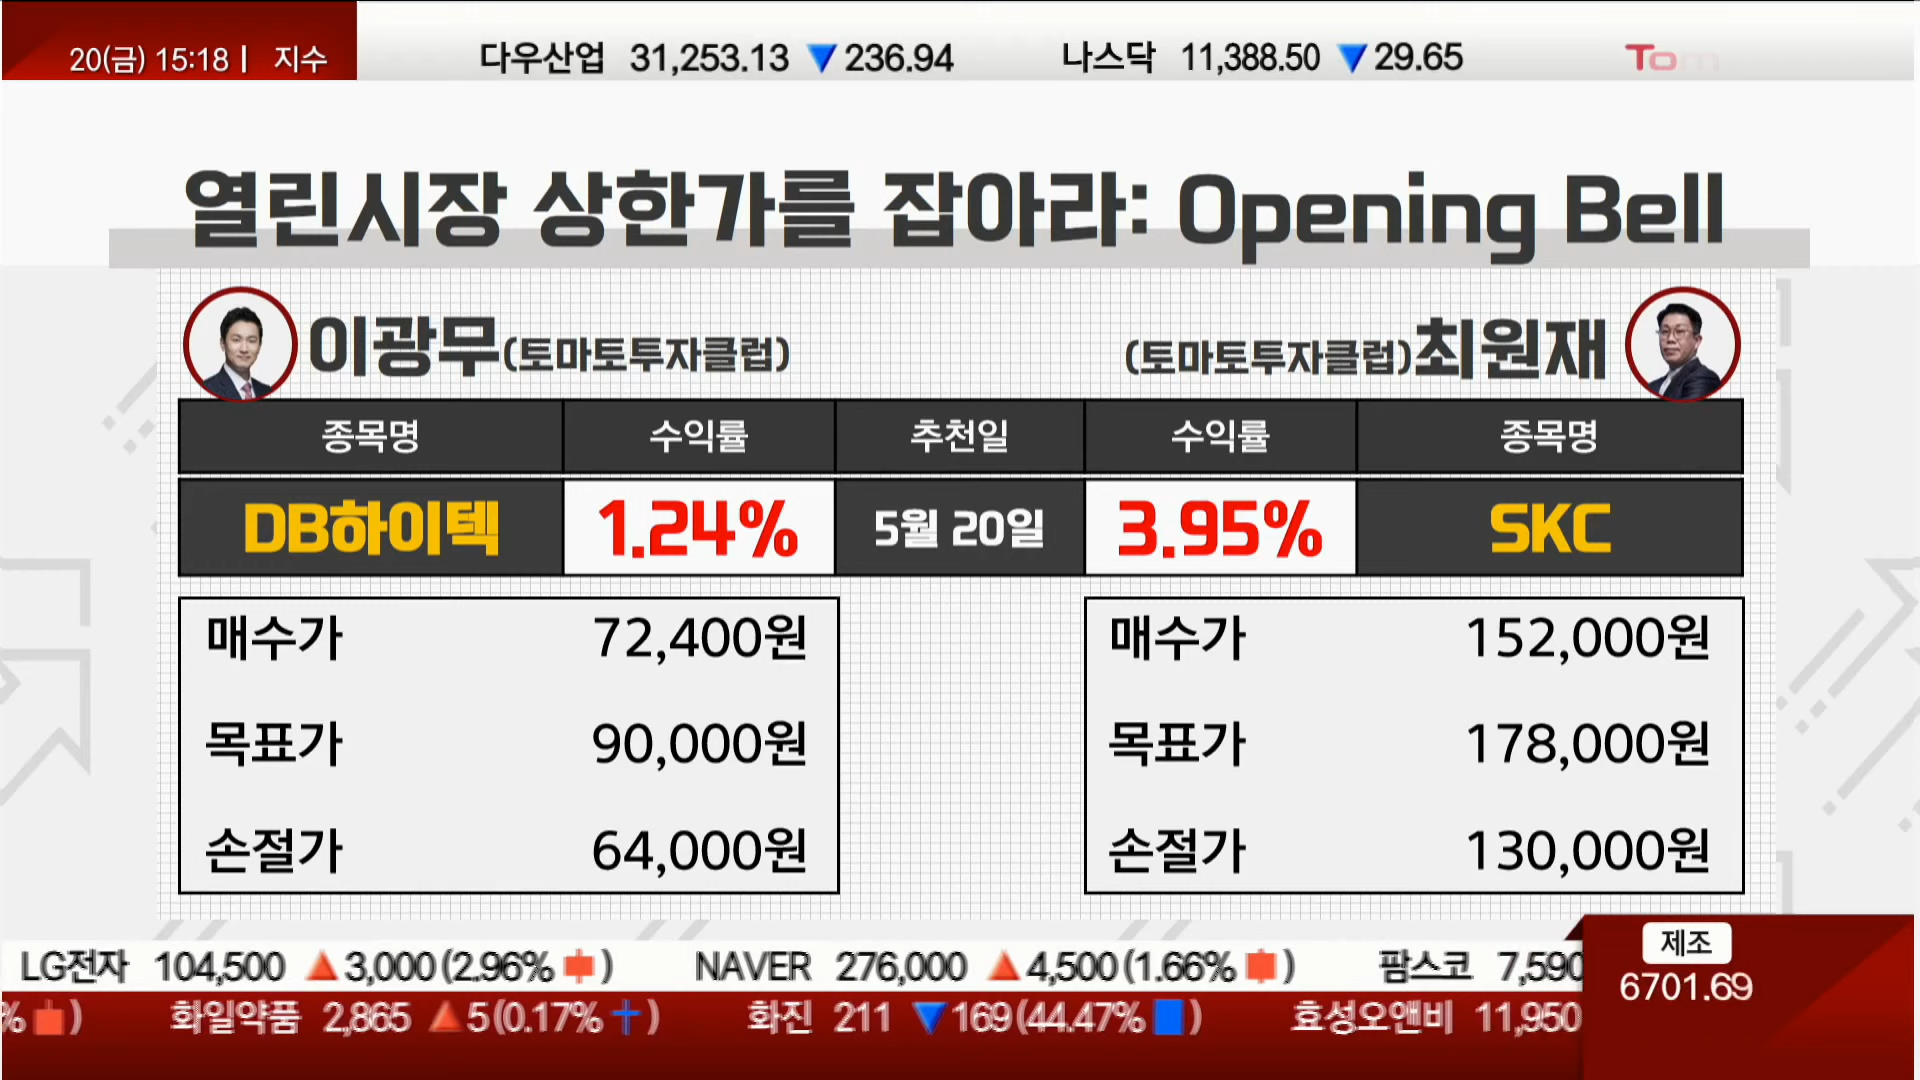 20(금) 15:18 | 지수 다우산업 31,253.13 ▼236.94 나스닥 11,388.50 ▼29.65 Tom
열린시장 상한가를 잡아라: Opening Bell
이광무(토마토투자클럽) (토마토투자클럽)최원재
종목명 수익률 추천일 수익률 종목명
DB하이텍 1.24% 5월 20일 3.95% SKC
매수가 72,400원 매수가 152,000원
목표가 90,000원 목표가 178,000원
손절가 64,000원 손절가 130,000원
제조
LG전자 104,500 ▲3,000(2.96% ) NAVER 276,000 ▲4,500(1.66% ) 팜스코 7,590
6701.69
% ) 화일약품 2,865 ▲5(0.17% ) 화진 211 ▼169(44.47% ) 효성오앤비 11,950